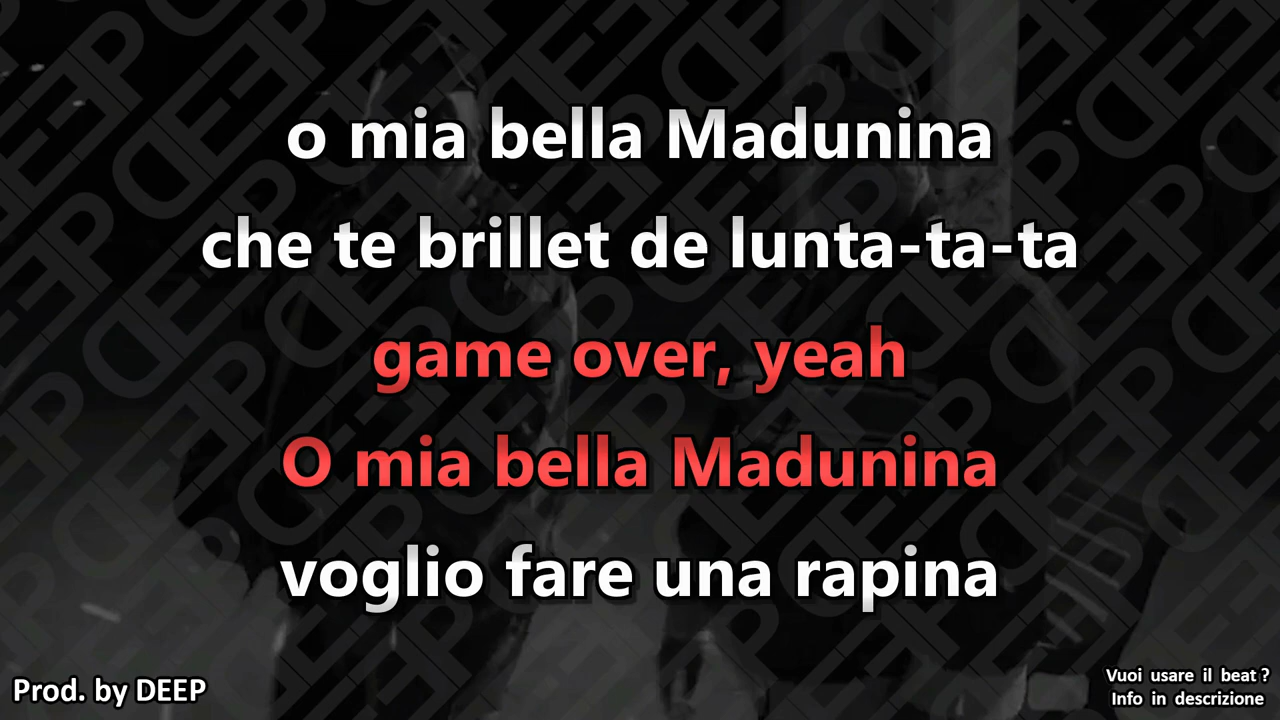 o mia bella Madunina
che te brillet de lunta-ta-ta
game over, yeah
O mia bella Madunina
voglio fare una rapina
Prod. by DEEP
Vuoi usare il beat ?
Info in descrizione